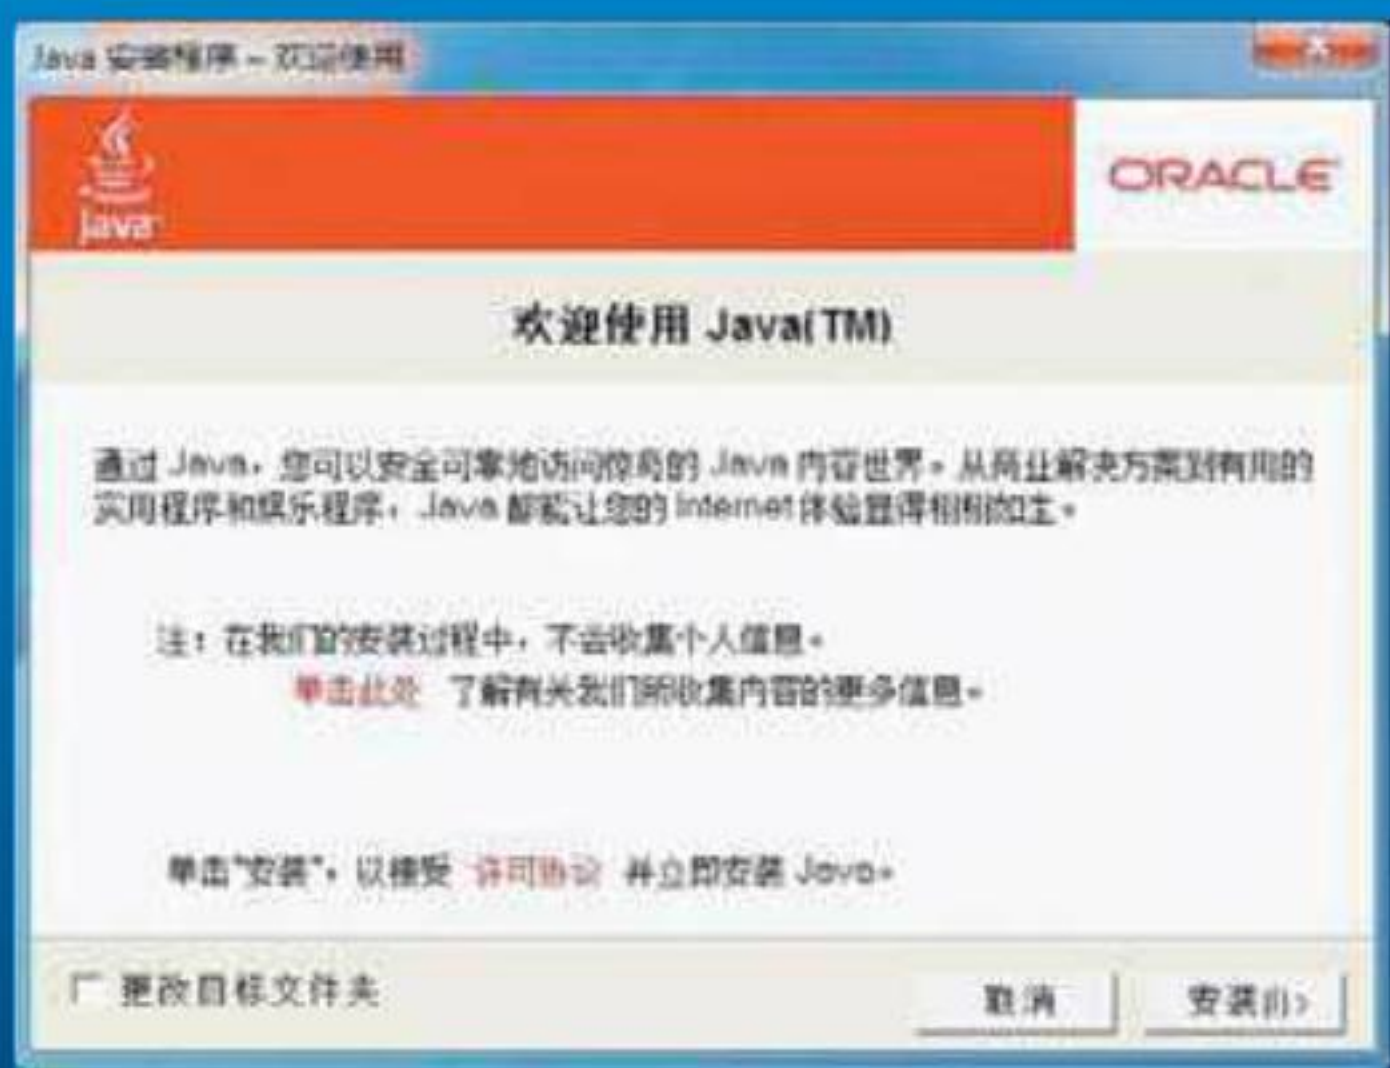 Java 安装程序 - 欢迎使用
Java
ORACLE
欢迎使用 Java(TM)
通过 Java，您可以安全可靠地访问惊奇的 Java 内容世界。从商业解决方案到有用的
实用程序和娱乐程序，Java 都能让您的 Internet 体验显得栩栩如生。
注：在我们的安装过程中，不会收集个人信息。
单击此处 了解有关我们所收集内容的更多信息。
单击“安装”，以接受 许可协议 并立即安装 Java。
更改目标文件夹
取消
安装(I)>